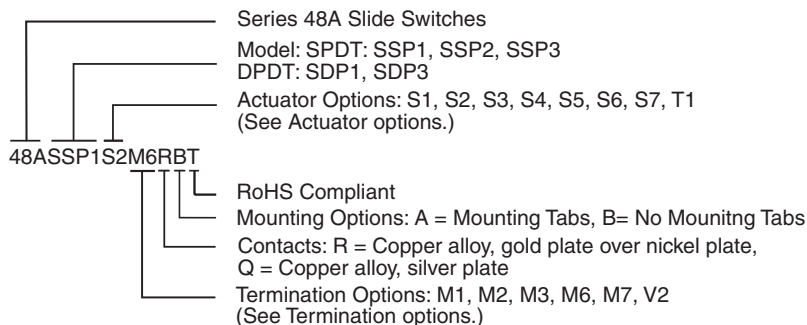 Series 48A Slide Switches
Model: SPDT: SSP1, SSP2, SSP3
DPDT: SDP1, SDP3
Actuator Options: S1, S2, S3, S4, S5, S6, S7, T1
(See Actuator options.)
48ASSP1S2M6RBT
RoHS Compliant
Mounting Options: A = Mounting Tabs, B= No Mounitng Tabs
Contacts: R = Copper alloy, gold plate over nickel plate,
Q = Copper alloy, silver plate
Termination Options: M1, M2, M3, M6, M7, V2
(See Termination options.)